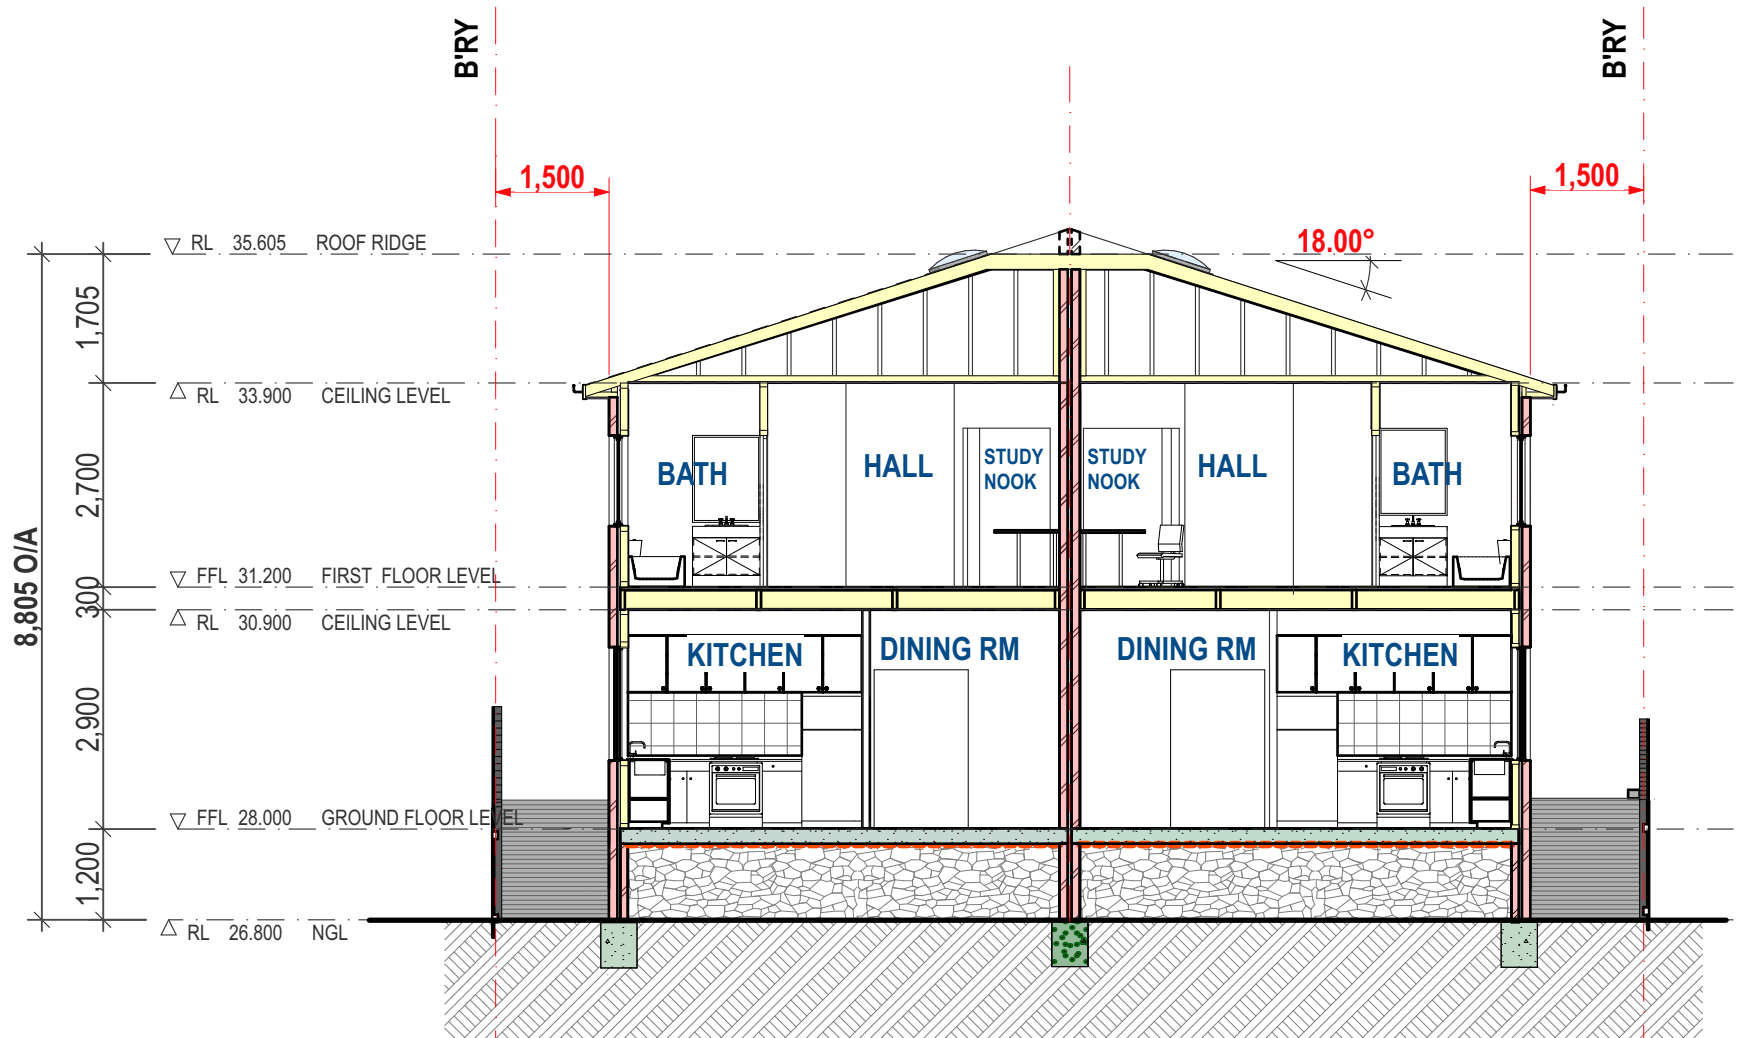 B'RY
B'RY
1,500
1,500
RL 35.605 ROOF RIDGE
18.00°
1,705
RL 33.900 CEILING LEVEL
2,700
BATH
HALL
STUDY
NOOK
STUDY
NOOK
HALL
BATH
8,805 O/A
FFL 31.200 FIRST FLOOR LEVEL
300
RL 30.900 CEILING LEVEL
KITCHEN
DINING RM
DINING RM
KITCHEN
2,900
FFL 28.000 GROUND FLOOR LEVEL
1,200
RL 26.800 NGL